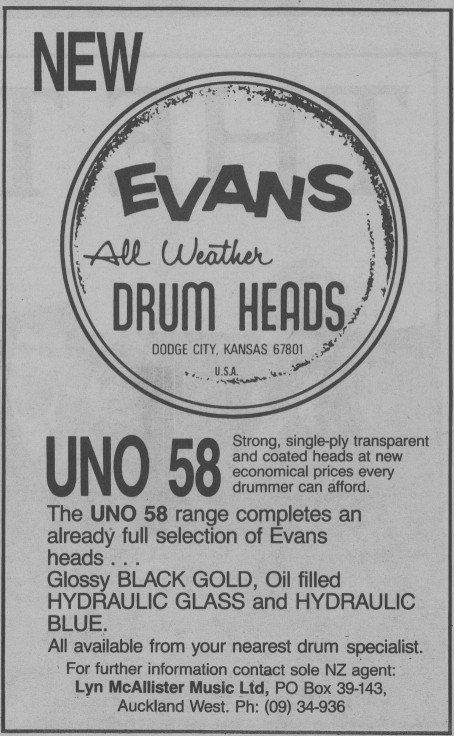 NEW
EVANS
All Weather
DRUM HEADS
DODGE CITY, KANSAS 67801
U.S.A.
UNO 58
Strong, single-ply transparent
and coated heads at new
economical prices every
drummer can afford.
The UNO 58 range completes an
already full selection of Evans
heads . . .
Glossy BLACK GOLD, Oil filled
HYDRAULIC GLASS and HYDRAULIC
BLUE.
All available from your nearest drum specialist.
For further information contact sole NZ agent:
Lyn McAllister Music Ltd, PO Box 39-143,
Auckland West. Ph: (09) 34-936